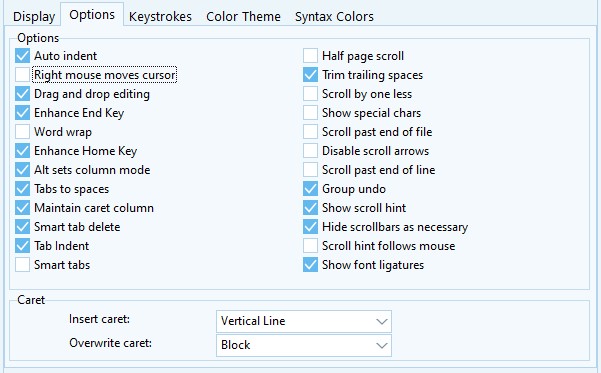 Display Options Keystrokes Color Theme Syntax Colors
Options
Auto indent
Right mouse moves cursor
Drag and drop editing
Enhance End Key
Word wrap
Enhance Home Key
Alt sets column mode
Tabs to spaces
Maintain caret column
Smart tab delete
Tab Indent
Smart tabs
Half page scroll
Trim trailing spaces
Scroll by one less
Show special chars
Scroll past end of file
Disable scroll arrows
Scroll past end of line
Group undo
Show scroll hint
Hide scrollbars as necessary
Scroll hint follows mouse
Show font ligatures
Caret
Insert caret: Vertical Line
Overwrite caret: Block